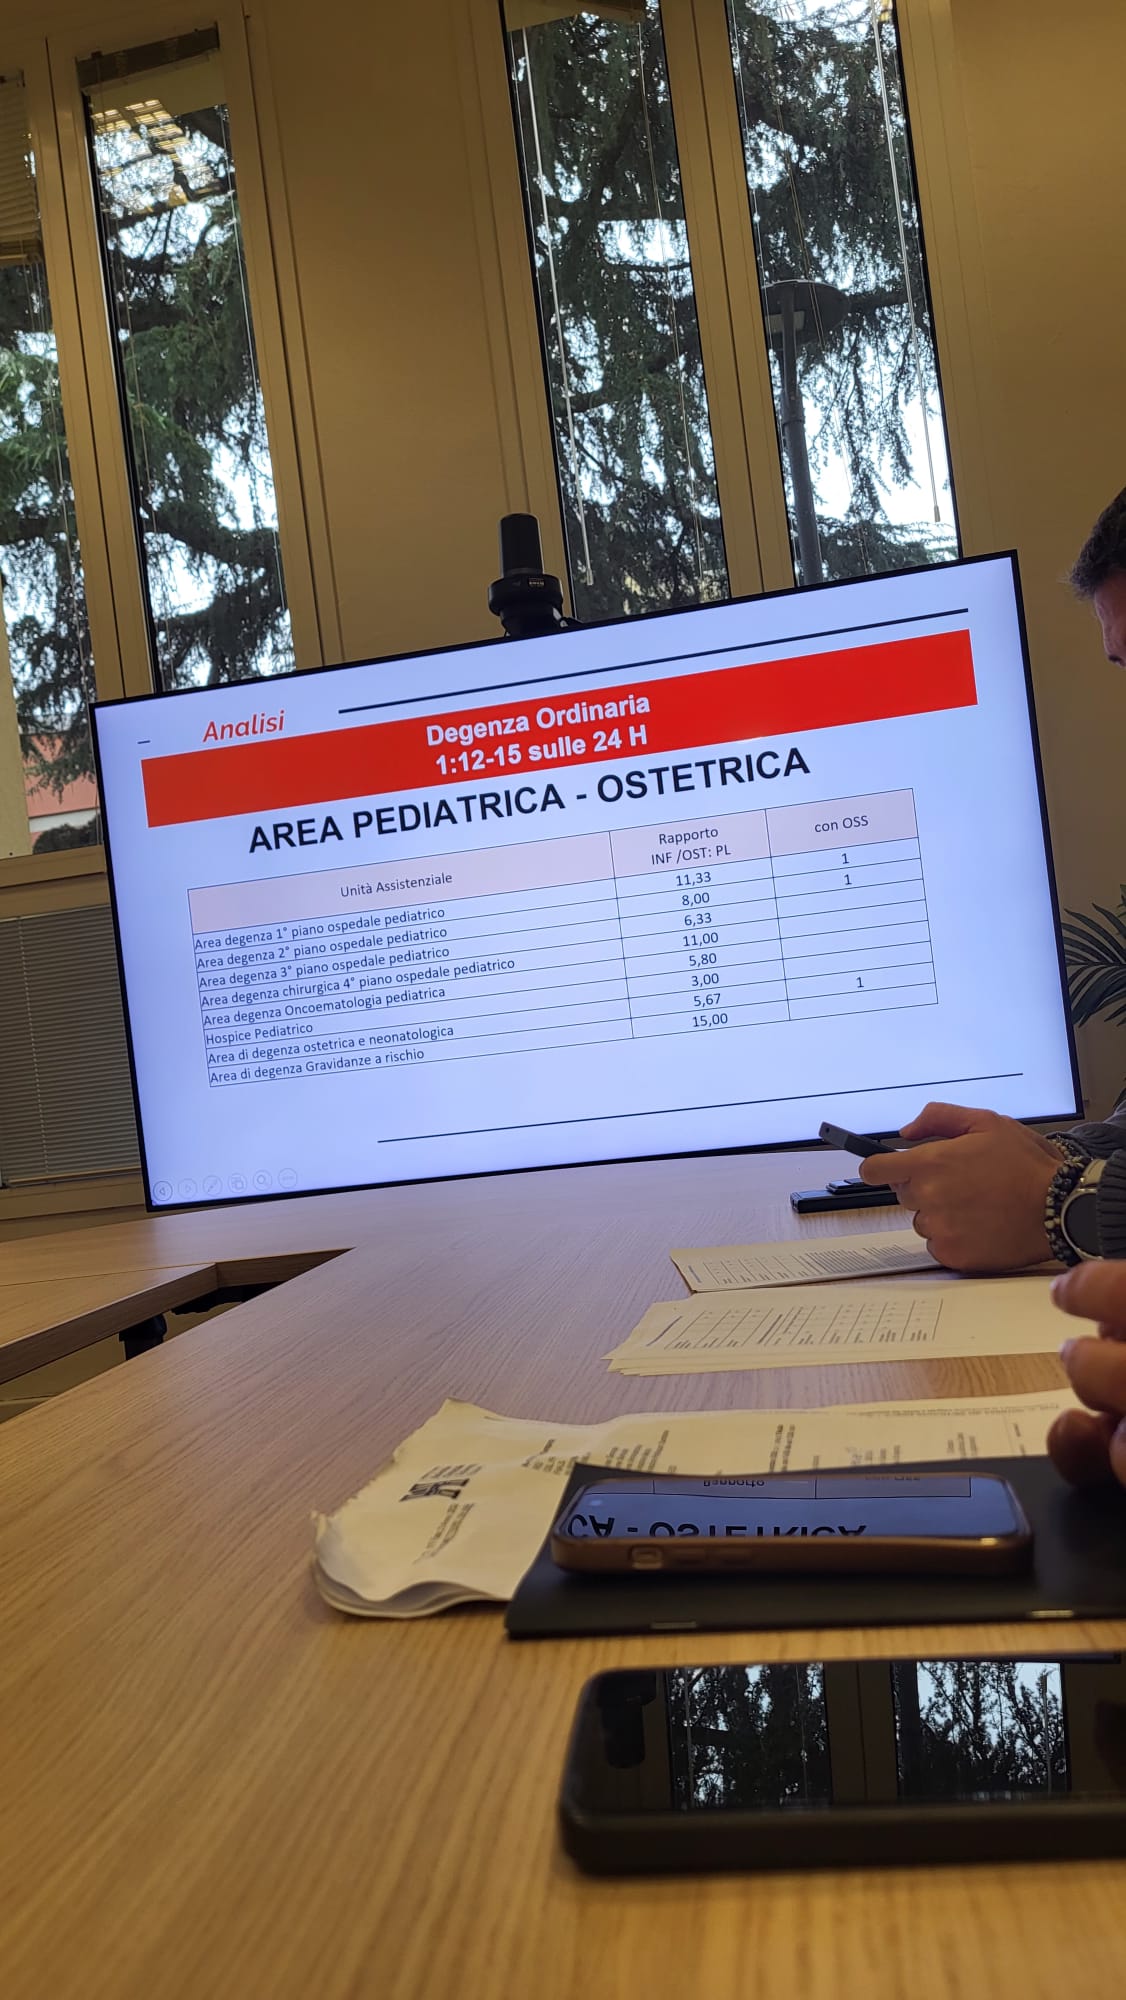 Analisi
Degenza Ordinaria
1:12-15 sulle 24 H
AREA PEDIATRICA - OSTETRICA
Unità Assistenziale Rapporto INF /OST: PL con OSS
Area degenza 1° piano ospedale pediatrico 11,33 1
Area degenza 2° piano ospedale pediatrico 8,00 1
Area degenza 3° piano ospedale pediatrico 6,33
Area degenza chirurgica 4° piano ospedale pediatrico 11,00
Area degenza Oncoematologia pediatrica 5,80
Hospice Pediatrico 3,00
Area di degenza ostetrica e neonatologica 5,67 1
Area di degenza Gravidanze a rischio 15,00